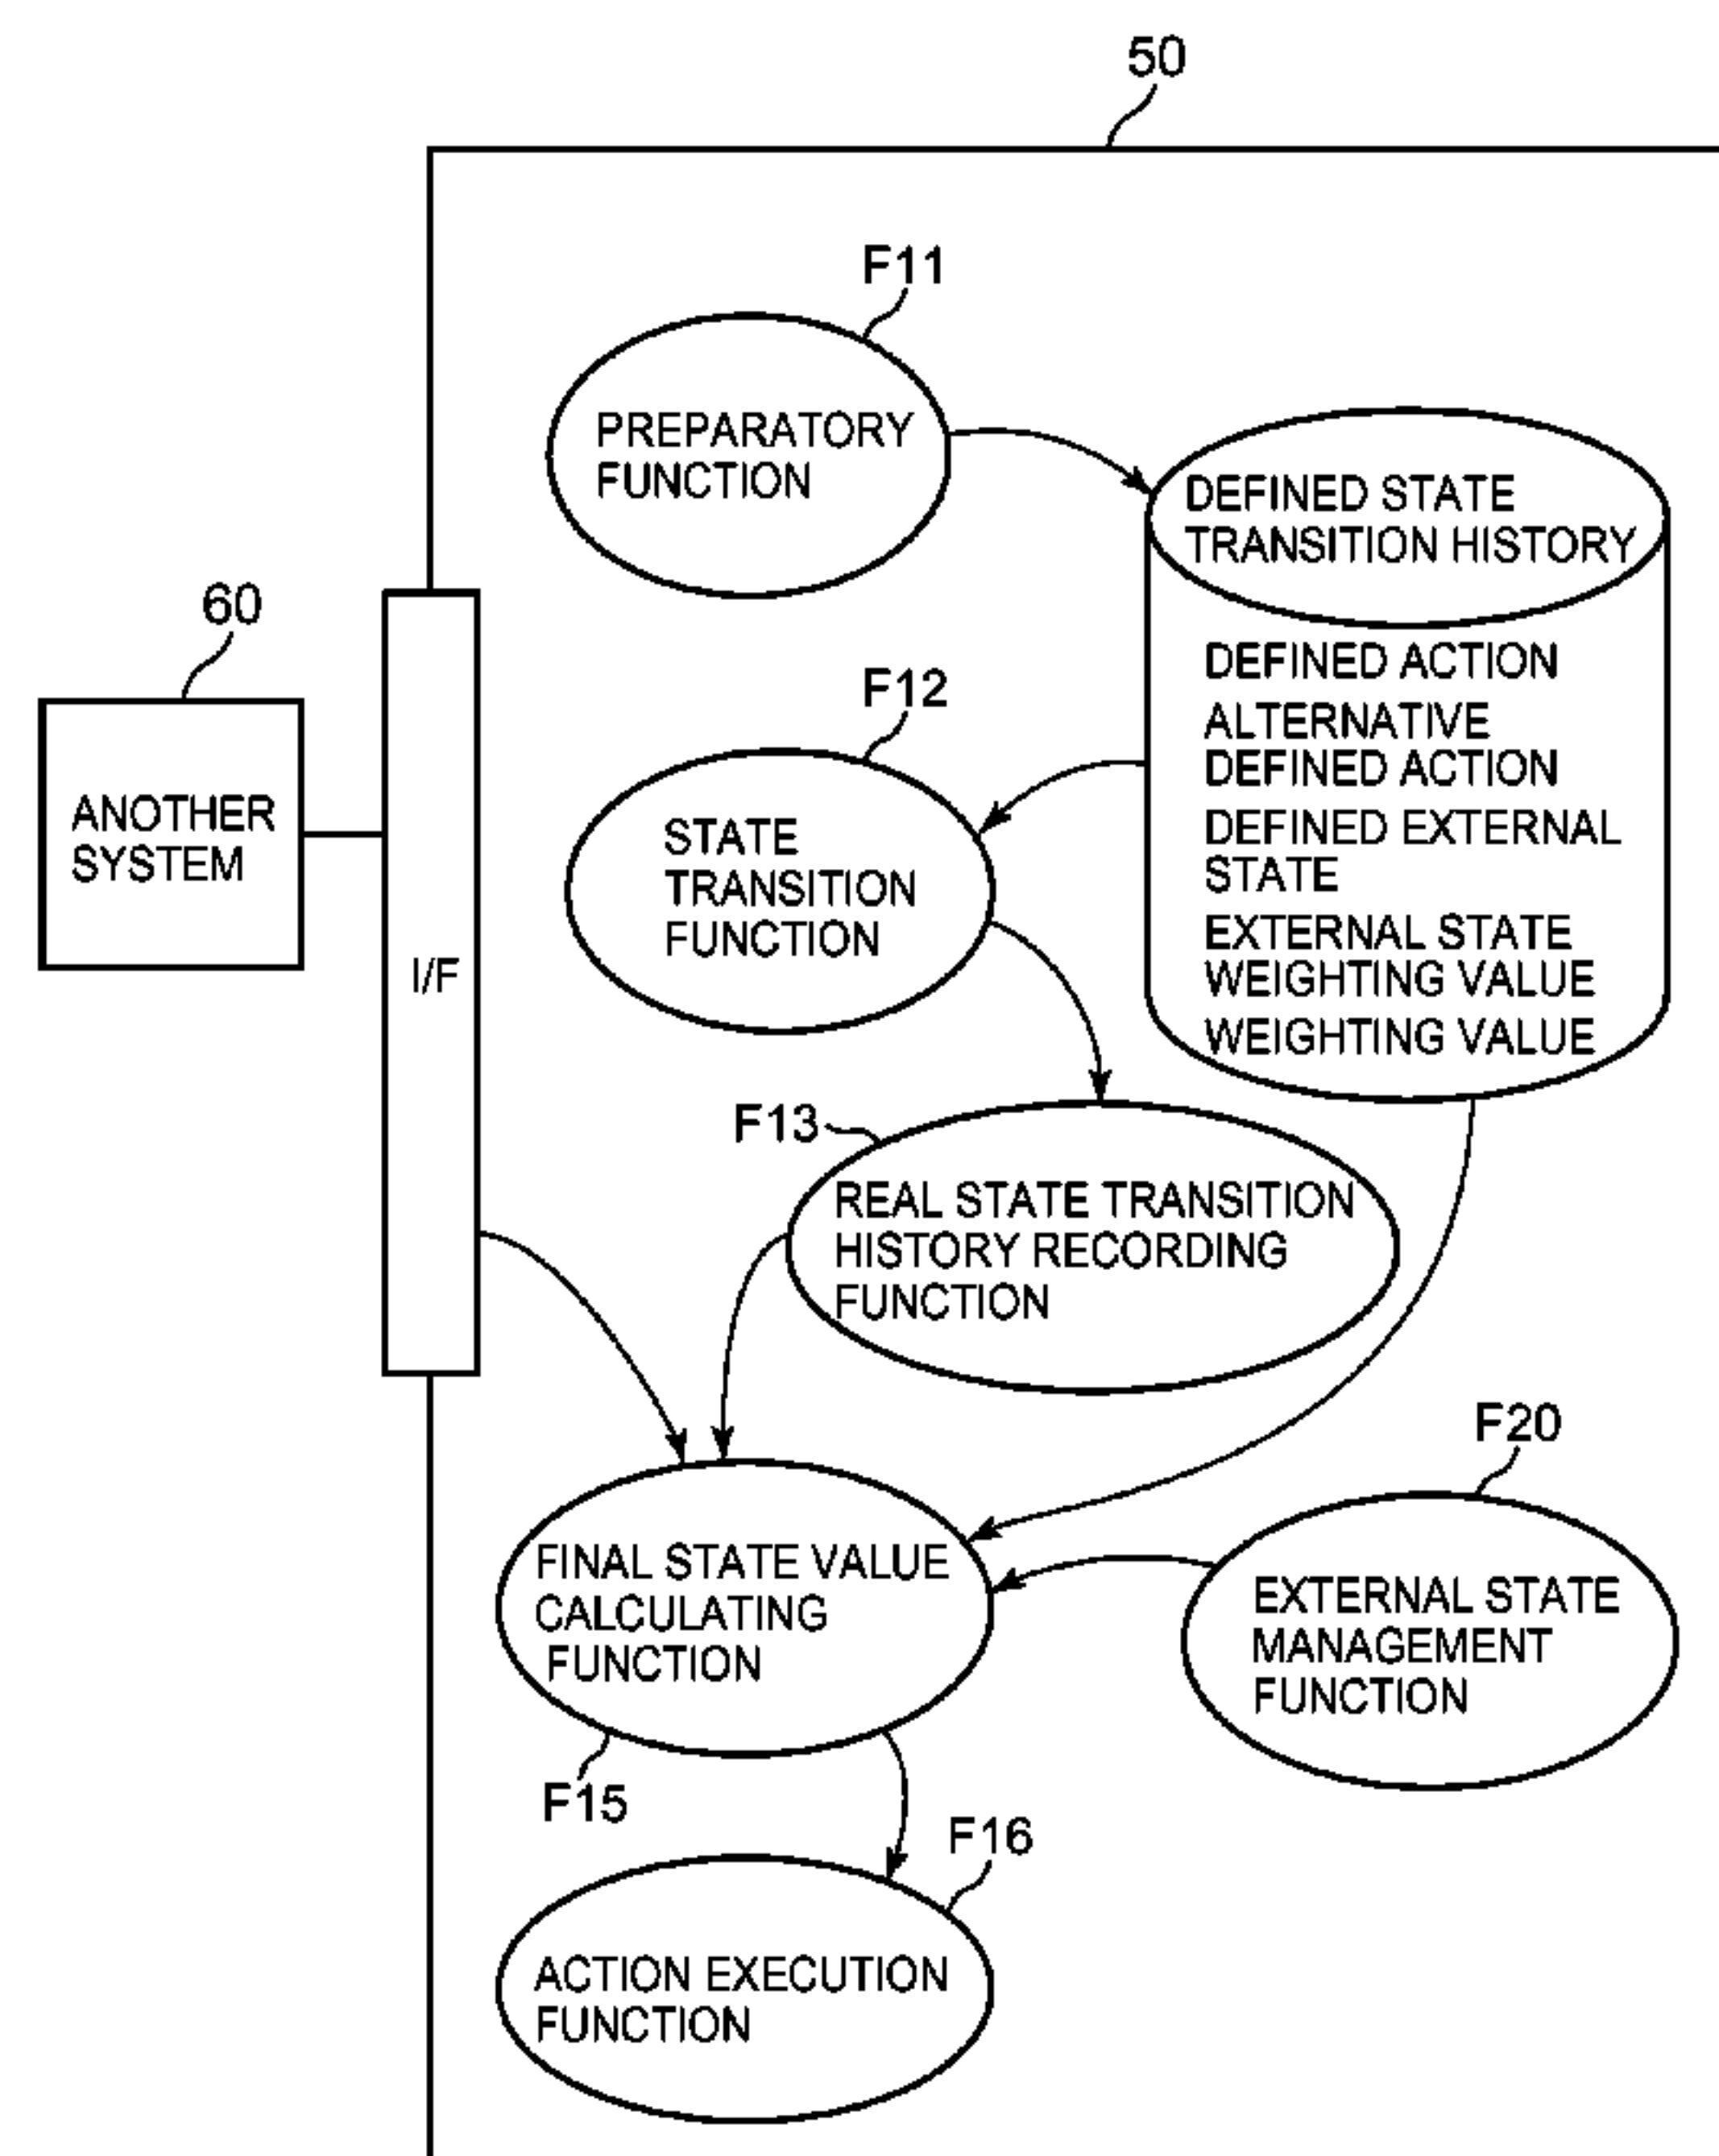 50
F11
PREPARATORY
FUNCTION
DEFINED STATE
TRANSITION HISTORY
DEFINED ACTION
ALTERNATIVE
DEFINED ACTION
DEFINED EXTERNAL
STATE
EXTERNAL STATE
WEIGHTING VALUE
WEIGHTING VALUE
60
ANOTHER
SYSTEM
I/F
F12
STATE
TRANSITION
FUNCTION
F13
REAL STATE TRANSITION
HISTORY RECORDING
FUNCTION
F20
EXTERNAL STATE
MANAGEMENT
FUNCTION
FINAL STATE VALUE
CALCULATING
FUNCTION
F15
F16
ACTION EXECUTION
FUNCTION